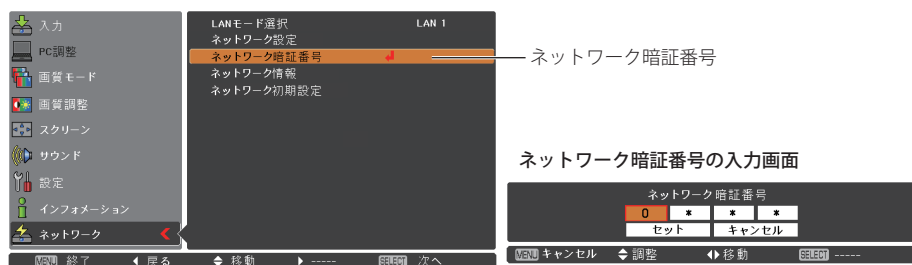 入力
PC調整
画質モード
画質調整
スクリーン
サウンド
設定
インフォメーション
ネットワーク
LANモード選択 LAN 1
ネットワーク設定
ネットワーク暗証番号
ネットワーク情報
ネットワーク初期設定
MENU 終了 戻る 移動 ----- SELECT 次へ
ネットワーク暗証番号
ネットワーク暗証番号の入力画面
ネットワーク暗証番号
0 * * *
セット キャンセル
MENU キャンセル 調整 移動 SELECT -----